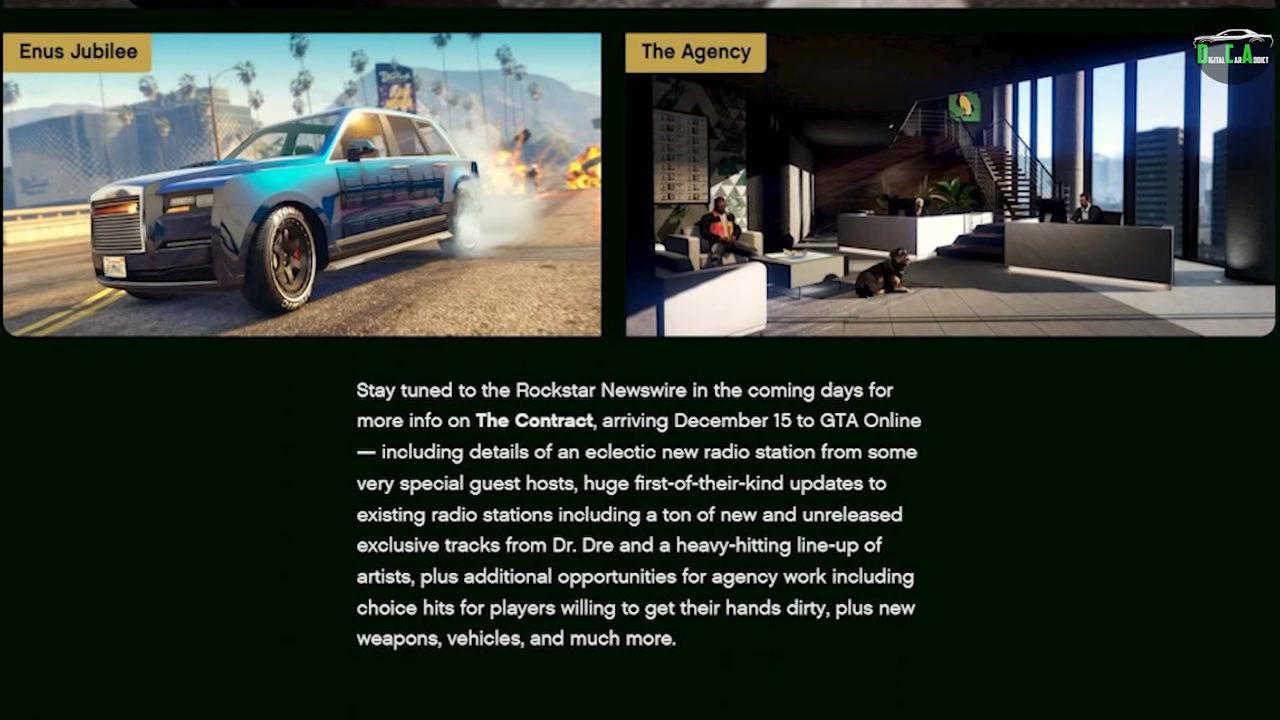 Enus Jubilee
The Agency
DIGITAL CAR ADDICT
Stay tuned to the Rockstar Newswire in the coming days for
more info on The Contract, arriving December 15 to GTA Online
— including details of an eclectic new radio station from some
very special guest hosts, huge first-of-their-kind updates to
existing radio stations including a ton of new and unreleased
exclusive tracks from Dr. Dre and a heavy-hitting line-up of
artists, plus additional opportunities for agency work including
choice hits for players willing to get their hands dirty, plus new
weapons, vehicles, and much more.